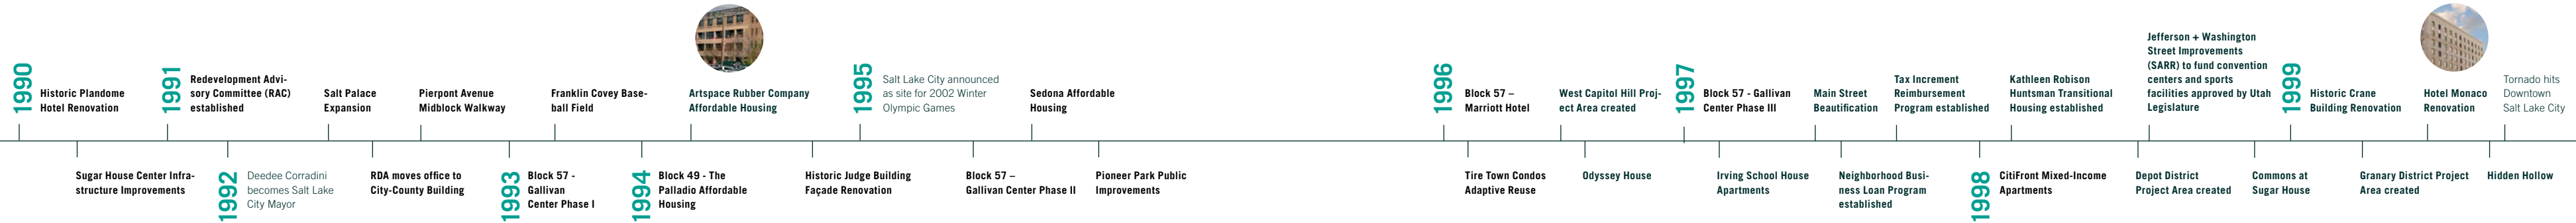 1990
Historic Plandome
Hotel Renovation
Sugar House Center Infra-
structure Improvements
1991
Redevelopment Advi-
sory Committee (RAC)
established
1992
Deedee Corradini
becomes Salt Lake
City Mayor
Salt Palace
Expansion
RDA moves office to
City-County Building
Pierpont Avenue
Midblock Walkway
1993
Block 57 -
Gallivan
Center Phase I
Franklin Covey Base-
ball Field
1994
Block 49 - The
Palladio Affordable
Housing
Artspace Rubber Company
Affordable Housing
Historic Judge Building
Façade Renovation
1995
Salt Lake City announced
as site for 2002 Winter
Olympic Games
Block 57 –
Gallivan Center Phase II
Sedona Affordable
Housing
Pioneer Park Public
Improvements
1996
Block 57 –
Marriott Hotel
Tire Town Condos
Adaptive Reuse
West Capitol Hill Proj-
ect Area created
Odyssey House
1997
Block 57 - Gallivan
Center Phase III
Irving School House
Apartments
Main Street
Beautification
Neighborhood Busi-
ness Loan Program
established
Tax Increment
Reimbursement
Program established
1998
CitiFront Mixed-Income
Apartments
Kathleen Robison
Huntsman Transitional
Housing established
Depot District
Project Area created
Jefferson + Washington
Street Improvements
(SARR) to fund convention
centers and sports
facilities approved by Utah
Legislature
Commons at
Sugar House
1999
Historic Crane
Building Renovation
Granary District Project
Area created
Hotel Monaco
Renovation
Hidden Hollow
Tornado hits
Downtown
Salt Lake City